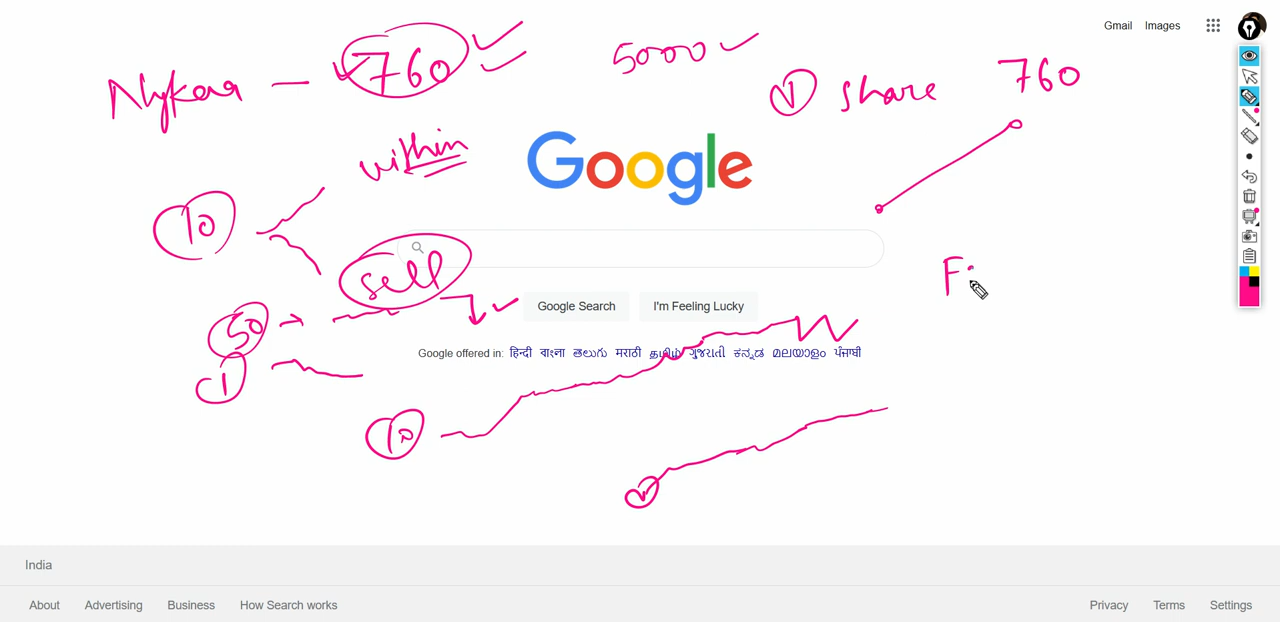 Gmail Images
Nykaa - 760
5000
① share 760
within
Google
10
sell
F
50
Google Search I'm Feeling Lucky
1
Google offered in: हिन्दी বাংলা తెలుగు मराठी தமிழ் ગુજરાતી ಕನ್ನಡ മലയാളം ਪੰਜਾਬੀ
10
India
About Advertising Business How Search works Privacy Terms Settings